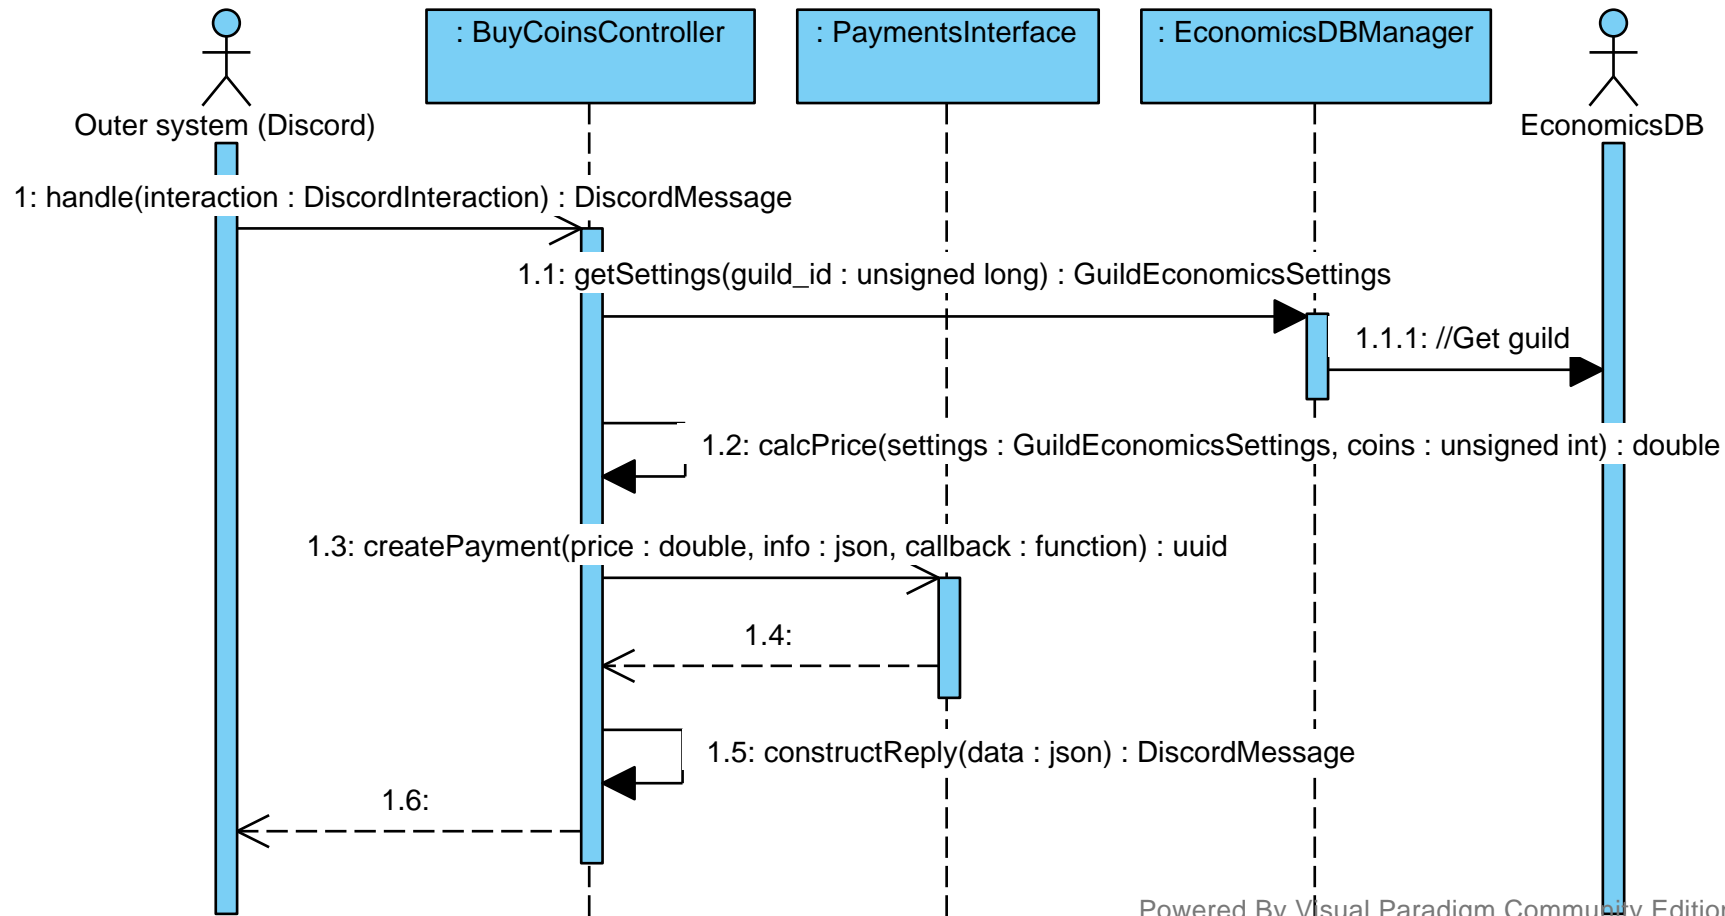 : BuyCoinsController
: PaymentsInterface
: EconomicsDBManager
Outer system (Discord)
EconomicsDB
1: handle(interaction : DiscordInteraction) : DiscordMessage
1.1: getSettings(guild_id : unsigned long) : GuildEconomicsSettings
1.1.1: //Get guild
1.2: calcPrice(settings : GuildEconomicsSettings, coins : unsigned int) : double
1.3: createPayment(price : double, info : json, callback : function) : uuid
1.4:
1.5: constructReply(data : json) : DiscordMessage
1.6:
Powered By Visual Paradigm Community Edition